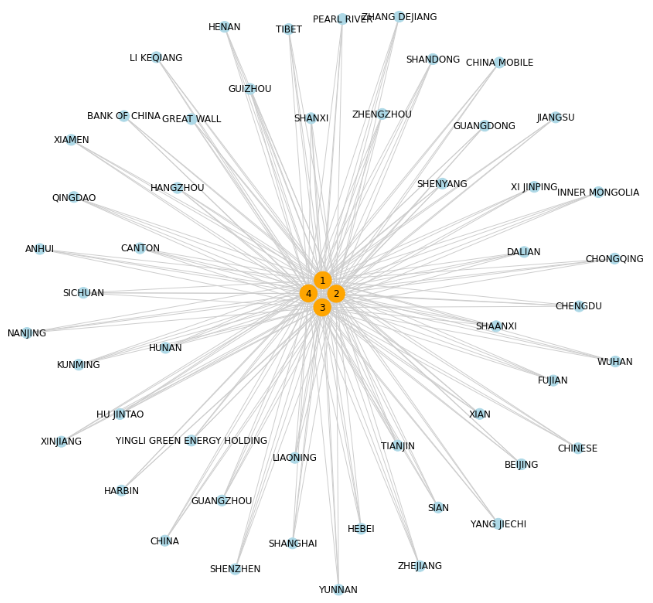 PEARL RIVER
ZHANG DEJIANG
HENAN
TIBET
LI KEQIANG
SHANDONG
CHINA MOBILE
GUIZHOU
BANK OF CHINA
GREAT WALL
SHANXI
ZHENGZHOU
GUANGDONG
JIANGSU
XIAMEN
HANGZHOU
SHENYANG
XI JINPING
INNER MONGOLIA
QINGDAO
ANHUI
CANTON
DALIAN
CHONGQING
1
SICHUAN
4
2
3
CHENGDU
NANJING
SHAANXI
HUNAN
KUNMING
WUHAN
FUJIAN
HU JINTAO
XIAN
XINJIANG
YINGLI GREEN ENERGY HOLDING
TIANJIN
CHINESE
LIAONING
BEIJING
HARBIN
GUANGZHOU
SIAN
YANG JIECHI
HEBEI
CHINA
SHANGHAI
SHENZHEN
ZHEJIANG
YUNNAN